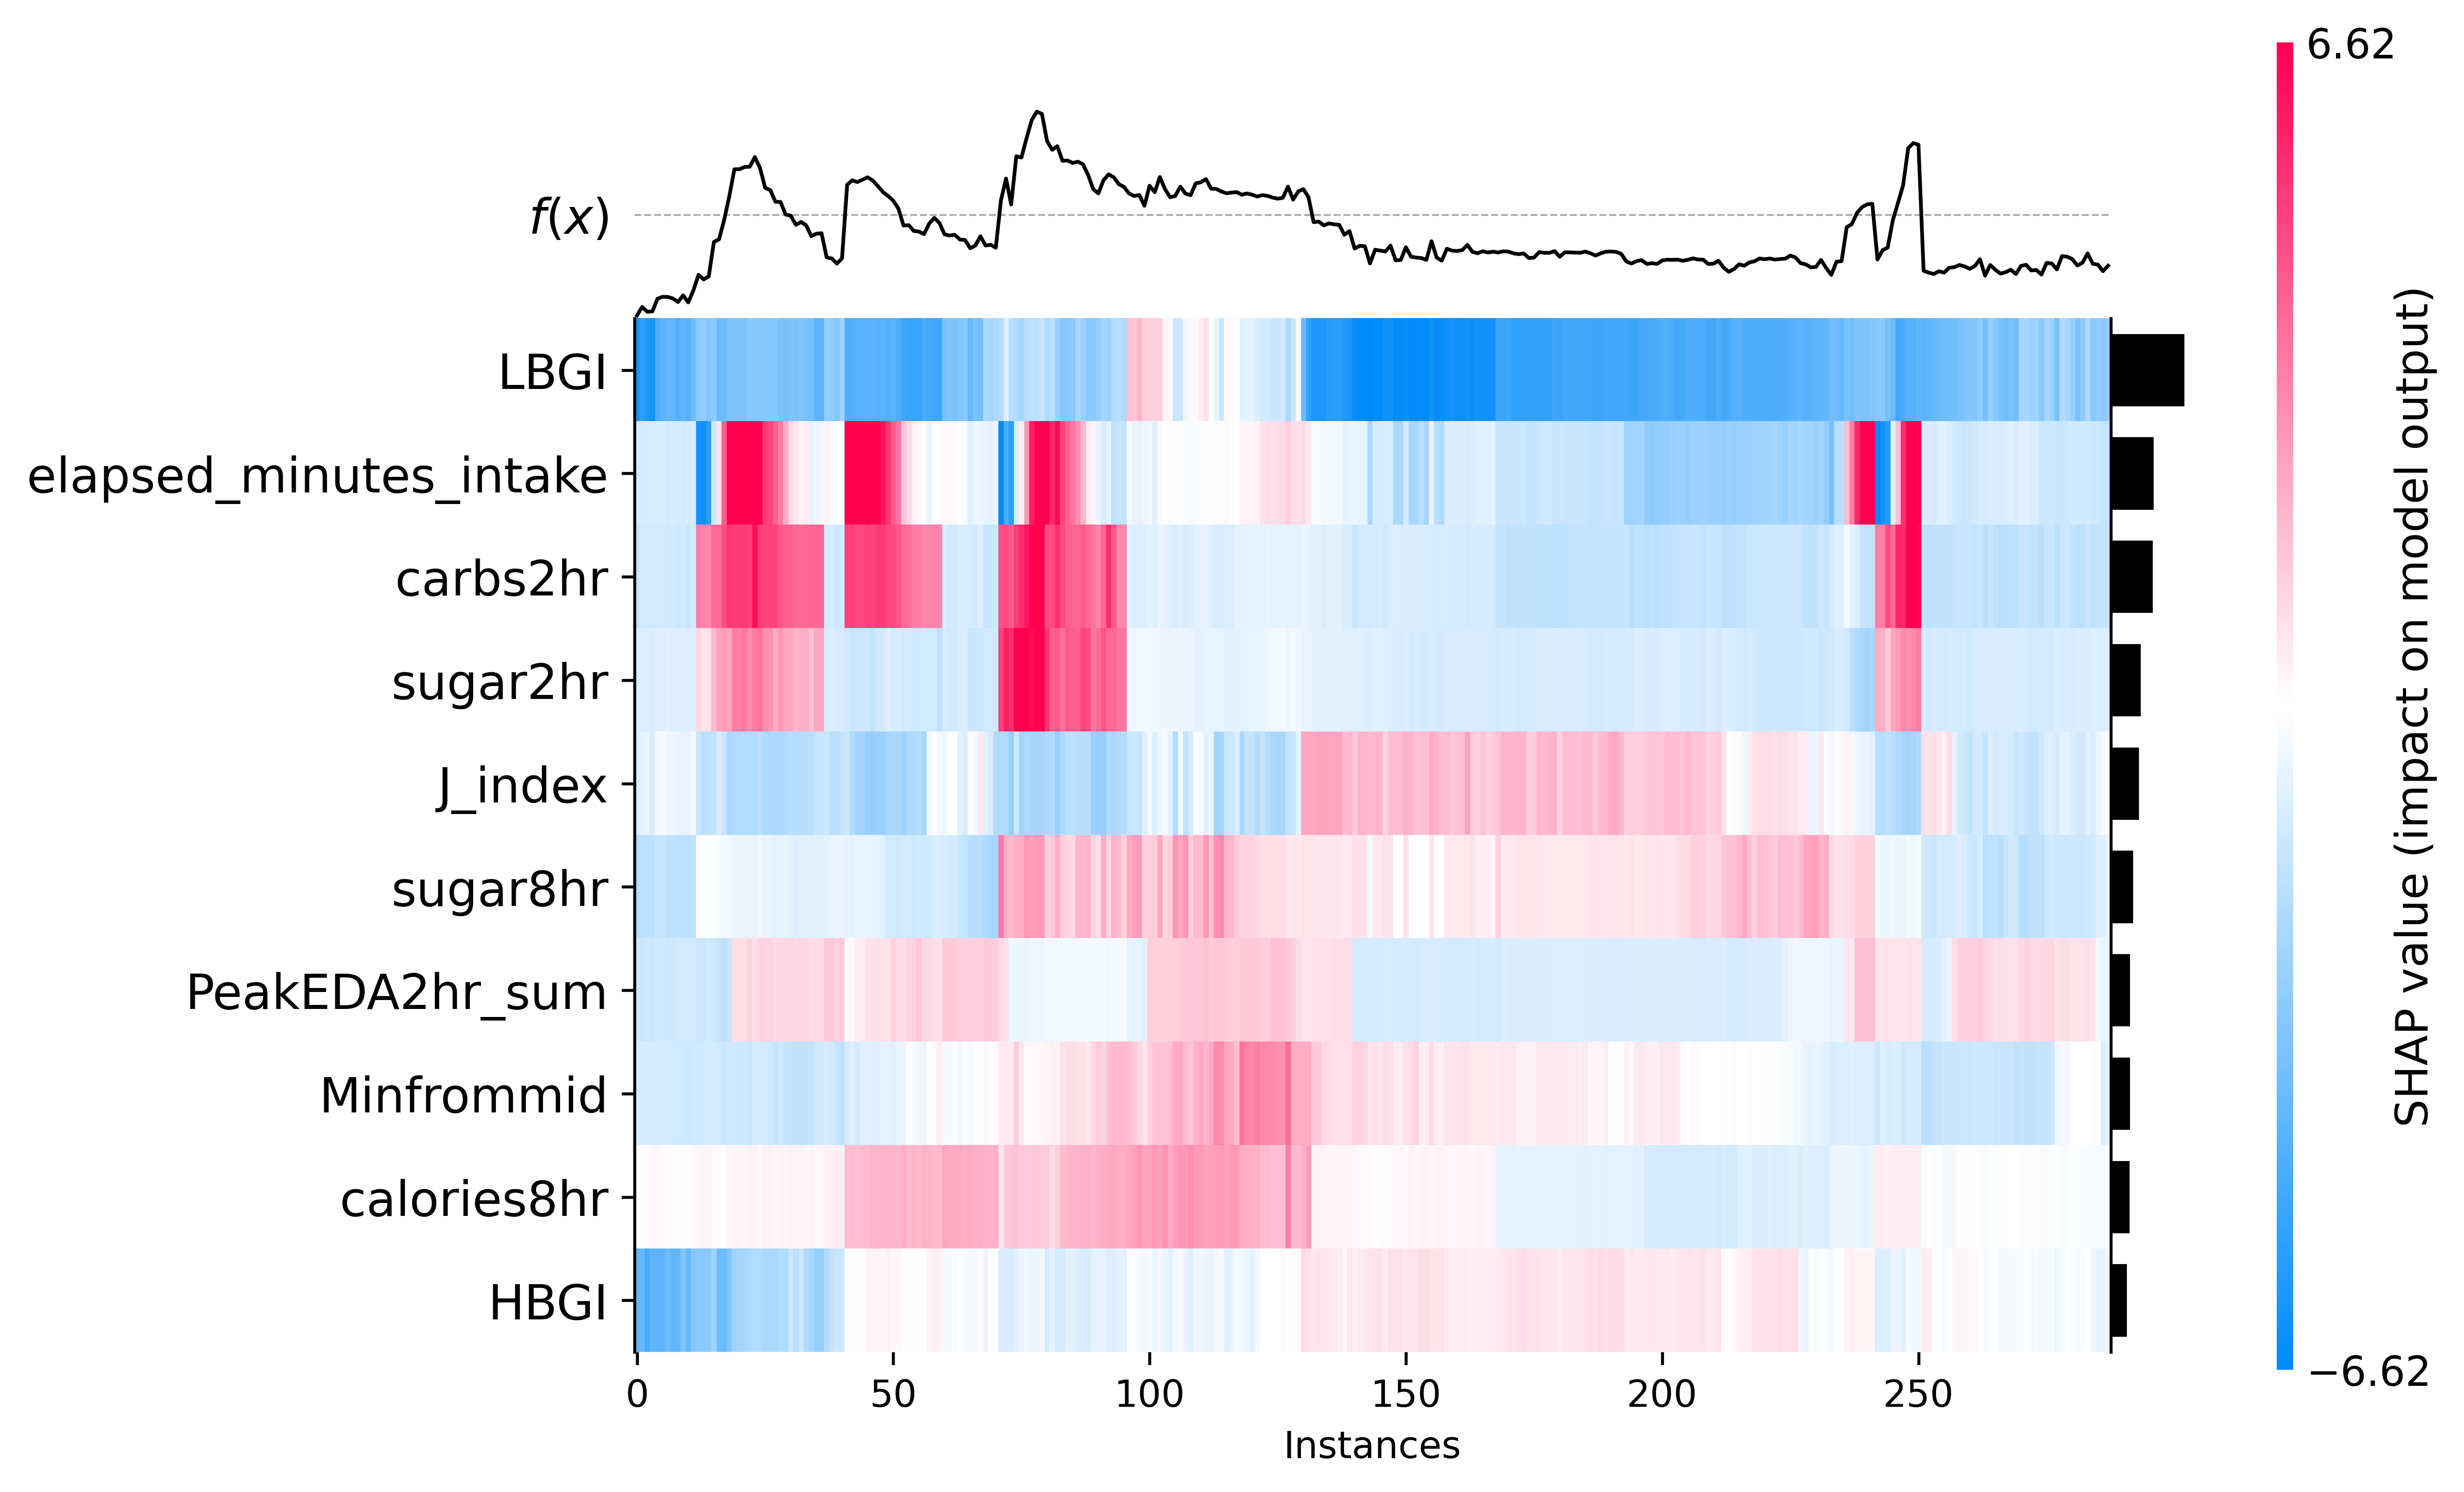 6.62
f(x)
LBGI
elapsed_minutes_intake
carbs2hr
sugar2hr
J_index
sugar8hr
PeakEDA2hr_sum
Minfrommid
calories8hr
HBGI
0 50 100 150 200 250
Instances
SHAP value (impact on model output)
−6.62